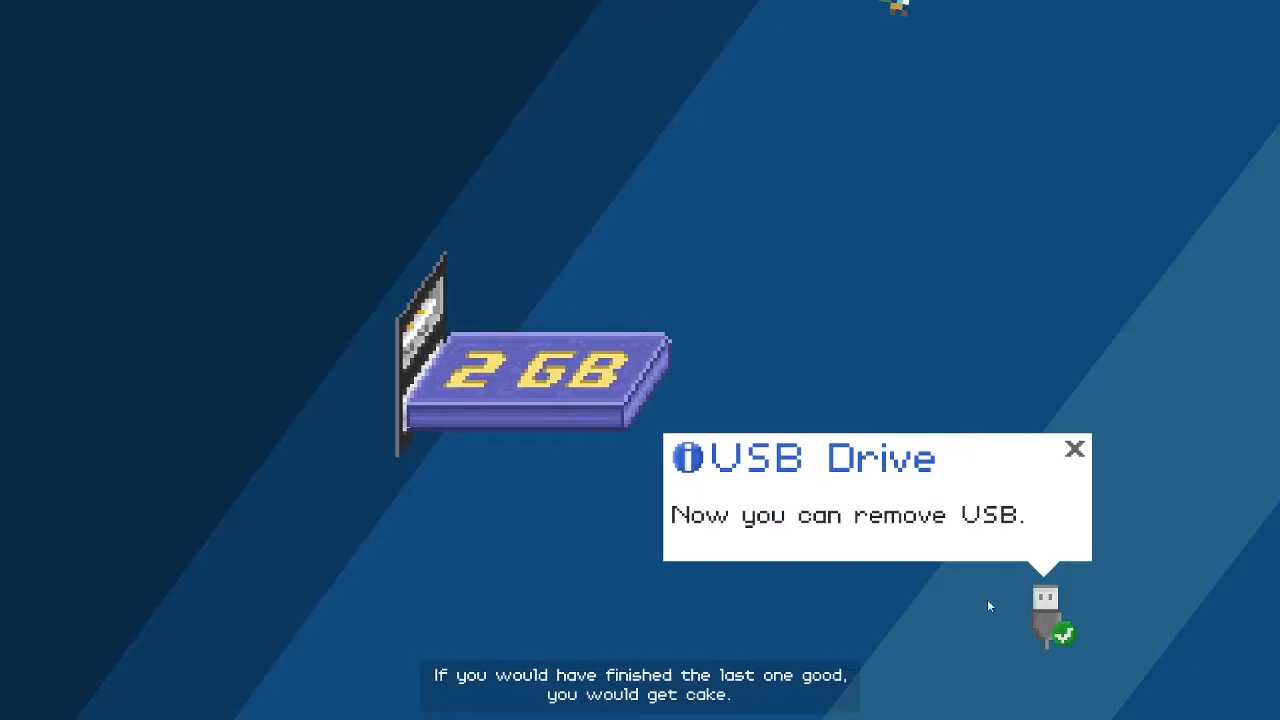 2 GB
USB Drive
Now you can remove USB.
If you would have finished the last one good,
you would get cake.